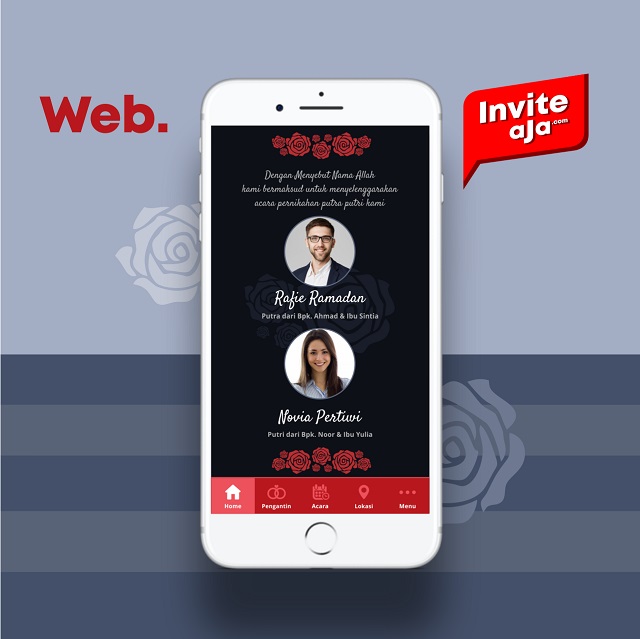 Web.
Invite
aja.com
Dengan Menyebut Nama Allah
kami bermaksud untuk menyelenggarakan
acara pernikahan putra putri kami
Rafie Ramadan
Putra dari Bpk. Ahmad & Ibu Sintia
Novia Pertiwi
Putri dari Bpk. Noor & Ibu Yulia
Home Pengantin Acara Lokasi Menu